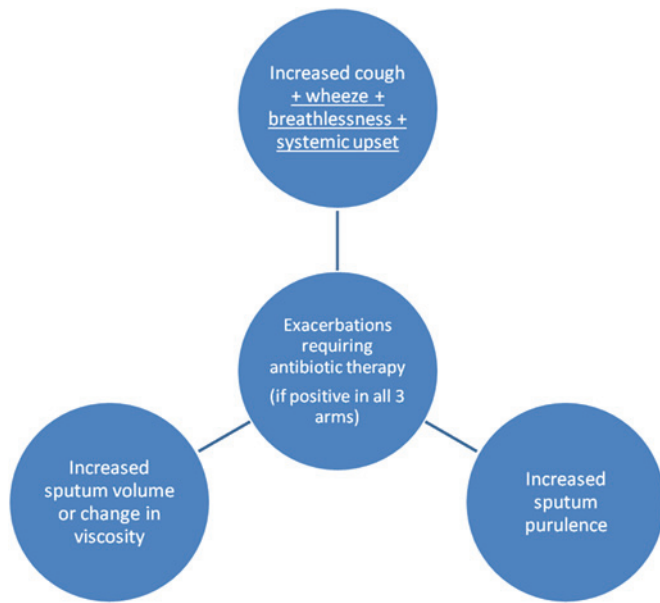 Increased cough
+ wheeze +
breathlessness +
systemic upset
Exacerbations
requiring
antibiotic therapy
(if positive in all 3
arms)
Increased
sputum volume
or change in
viscosity
Increased
sputum
purulence